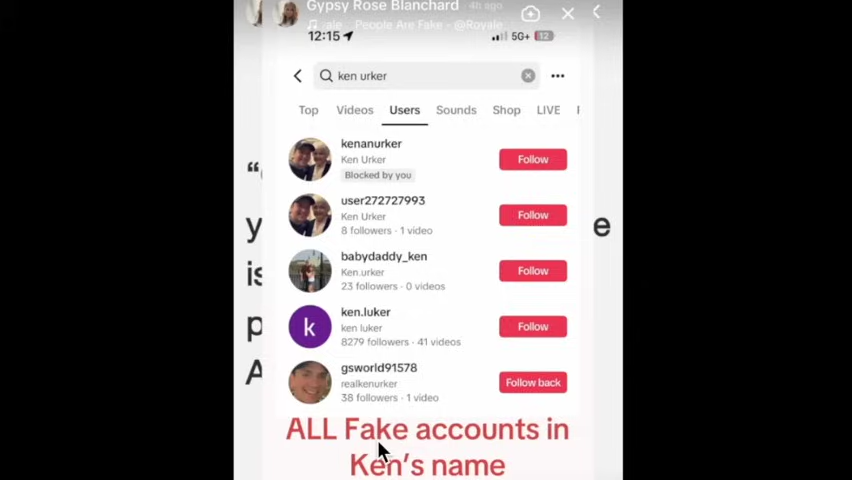 Gypsy Rose Blanchard 4h ago
ale People Are Fake - @Royale
12:15 5G+ 12
ken urker
Top Videos Users Sounds Shop LIVE
kenanurker
Ken Urker
Blocked by you
Follow
user272727993
Ken Urker
8 followers · 1 video
Follow
babydaddy_ken
Ken.urker
23 followers · 0 videos
Follow
k
ken.luker
ken luker
8279 followers · 41 videos
Follow
gsworld91578
realkenurker
38 followers · 1 video
Follow back
ALL Fake accounts in
Ken's name